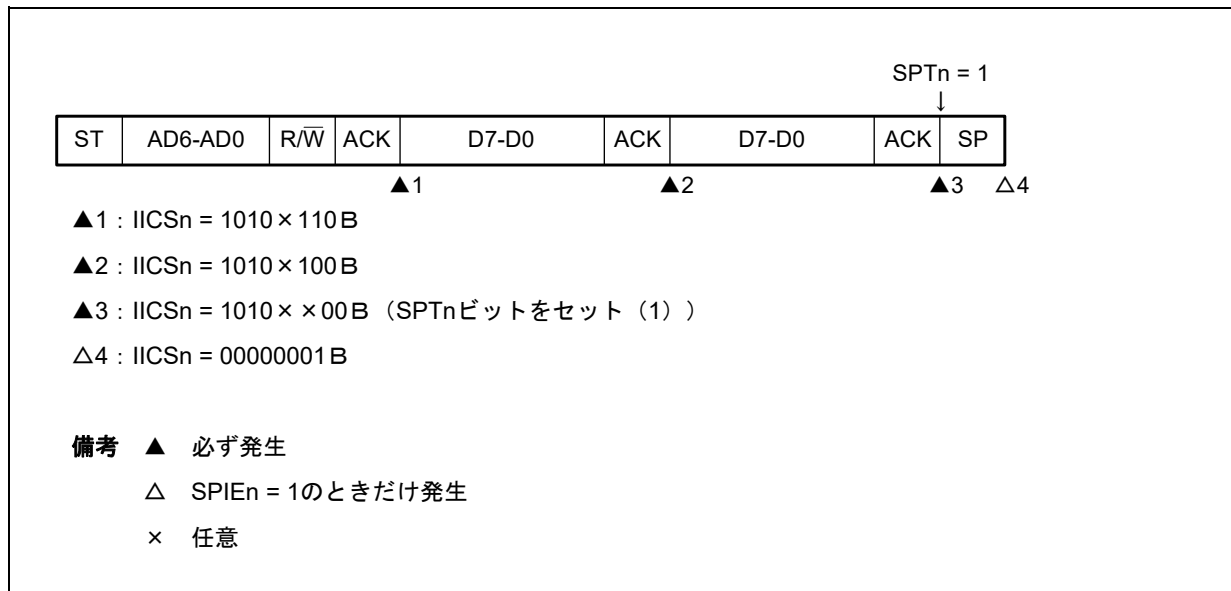 SPTn = 1
↓
ST AD6-AD0 R/W̅ ACK D7-D0 ACK D7-D0 ACK SP
▲1 ▲2 ▲3 △4
▲1：IICSn = 1010×110B
▲2：IICSn = 1010×100B
▲3：IICSn = 1010××00B（SPTnビットをセット（1））
△4：IICSn = 00000001B
備考 ▲ 必ず発生
△ SPIEn = 1のときだけ発生
× 任意